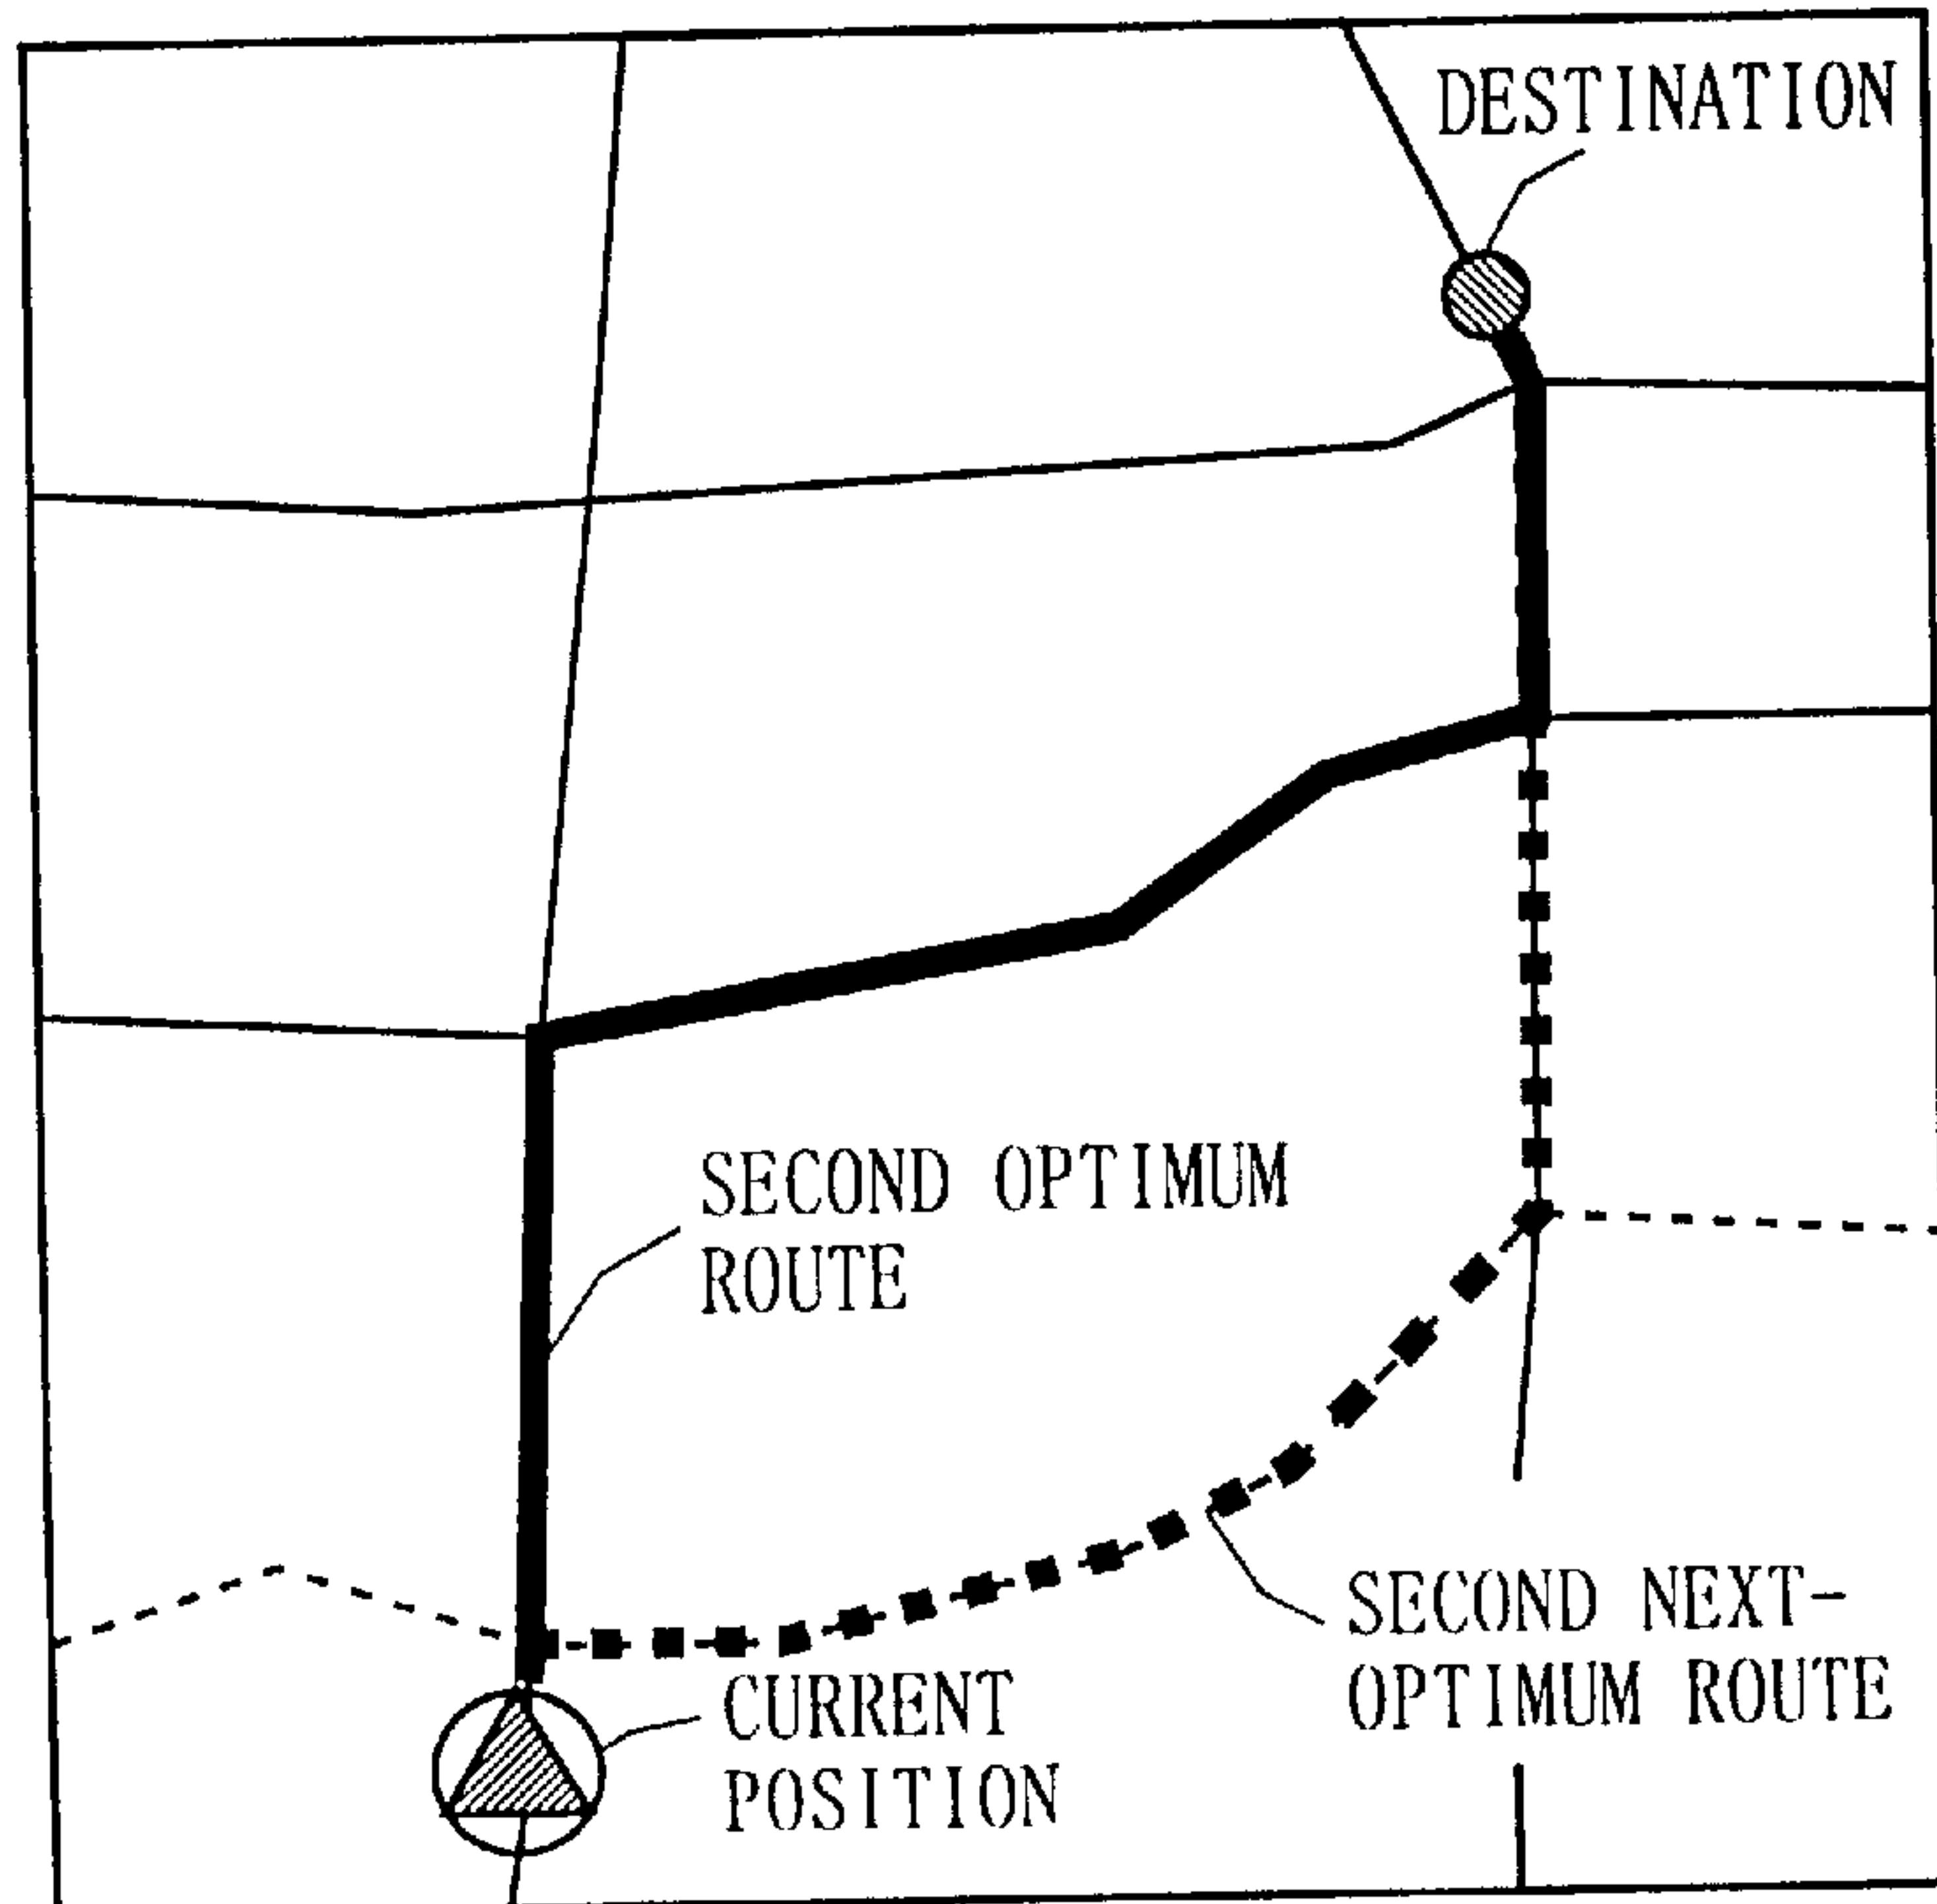 DESTINATION
SECOND OPTIMUM
ROUTE
SECOND NEXT-
OPTIMUM ROUTE
CURRENT
POSITION